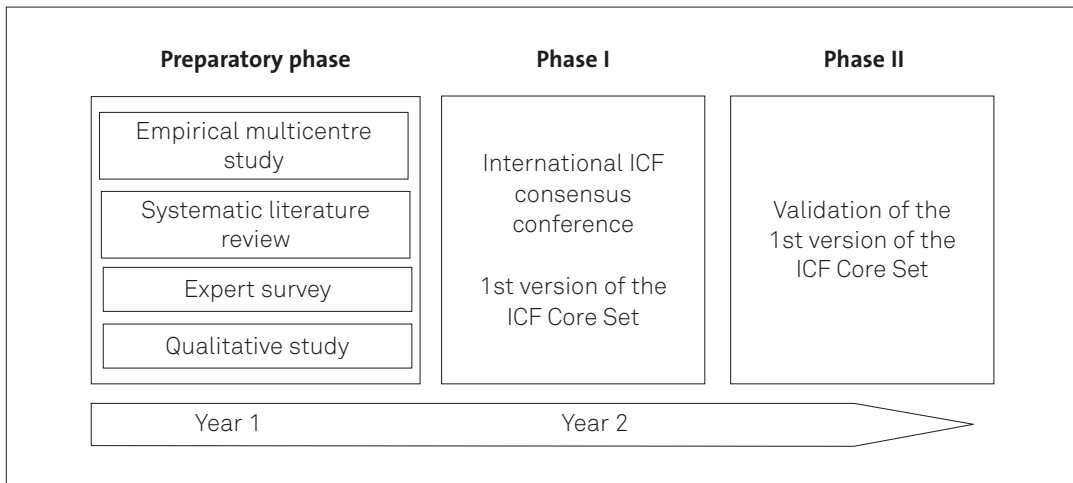 Preparatory phase
Empirical multicentre
study
Systematic literature
review
Expert survey
Qualitative study
Phase I
International ICF
consensus
conference
1st version of the
ICF Core Set
Phase II
Validation of the
1st version of the
ICF Core Set
Year 1
Year 2